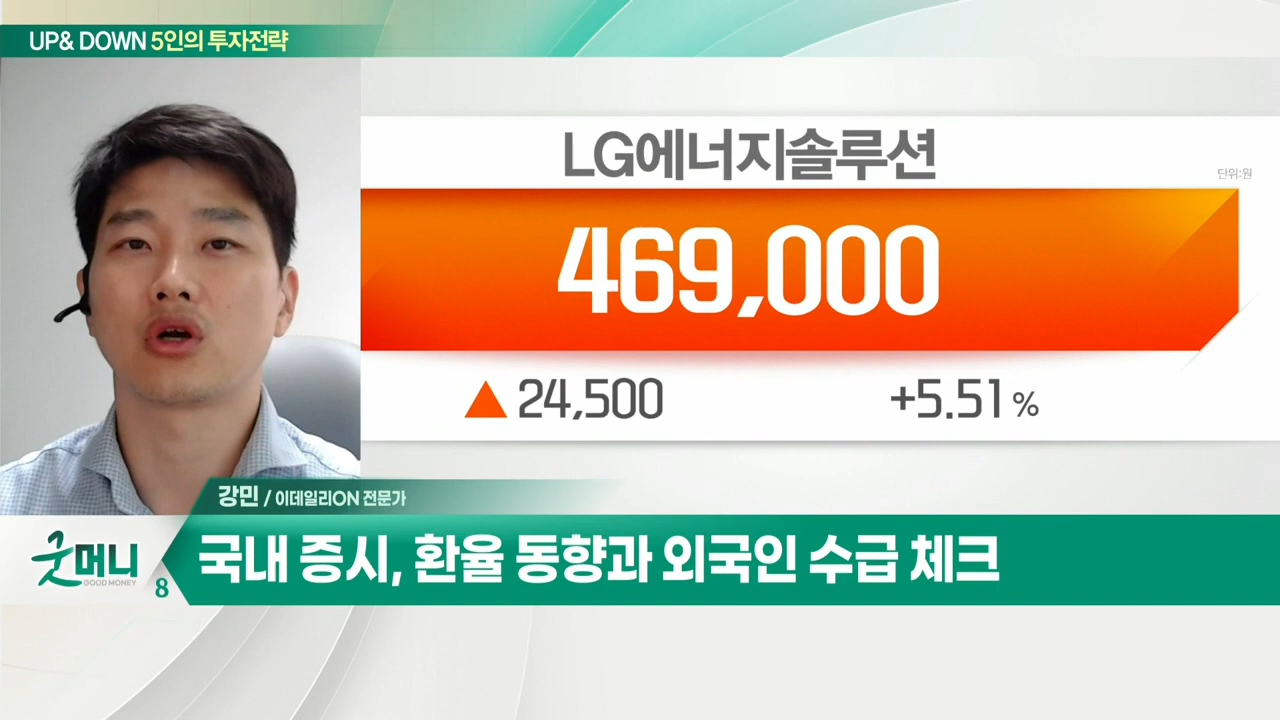 UP& DOWN 5인의 투자전략
LG에너지솔루션
단위:원
469,000
▲ 24,500
+5.51 %
강민 / 이데일리ON 전문가
굿머니
GOOD MONEY
8
국내 증시, 환율 동향과 외국인 수급 체크